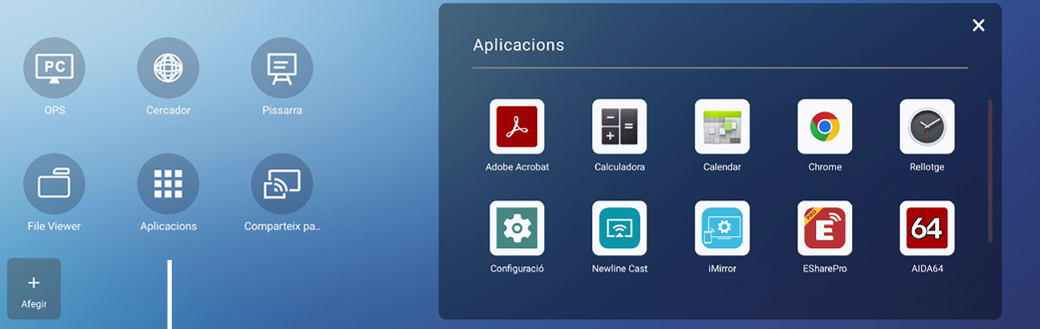 PC
OPS
Cercador
Pissarra
File Viewer
Aplicacions
Comparteix pa..
+
Afegir
Aplicacions
Adobe Acrobat
Calculadora
Calendar
Chrome
Rellotge
Configuració
Newline Cast
iMirror
PRO
E
ESharePro
64
AIDA64